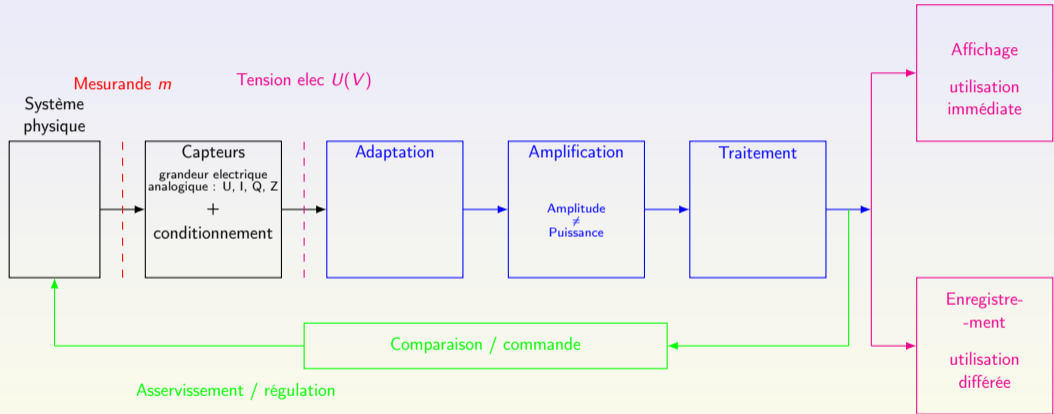 Mesurande m
Tension elec U(V)
Système
physique
Capteurs
grandeur electrique
analogique : U, I, Q, Z
+
conditionnement
Adaptation
Amplification
Amplitude
≠
Puissance
Traitement
Affichage
utilisation
immédiate
Enregistre-
-ment
utilisation
différée
Comparaison / commande
Asservissement / régulation